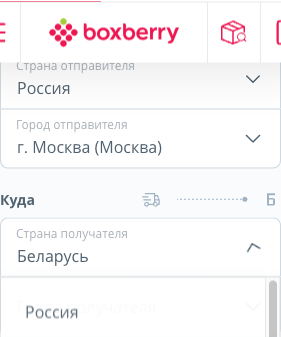 boxberry
Страна отправителя
Россия
Город отправителя
г. Москва (Москва)
Куда
Б
Страна получателя
Беларусь
Россия